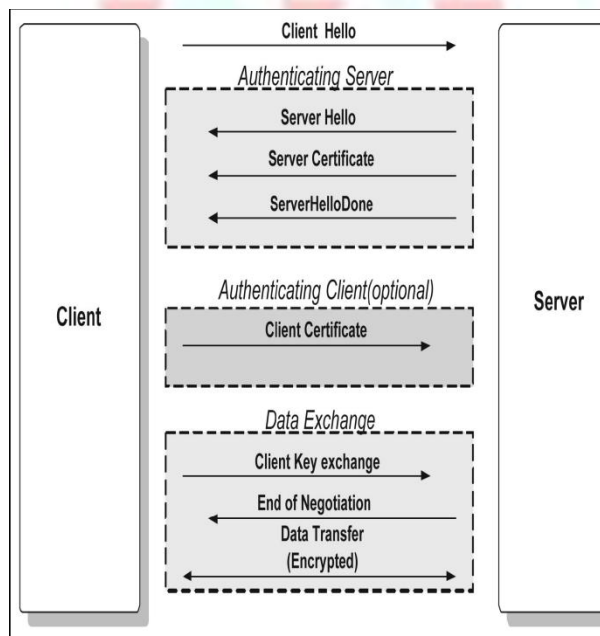 Client Hello
Authenticating Server
Server Hello
Server Certificate
ServerHelloDone
Authenticating Client(optional)
Client
Server
Client Certificate
Data Exchange
Client Key exchange
End of Negotiation
Data Transfer
(Encrypted)